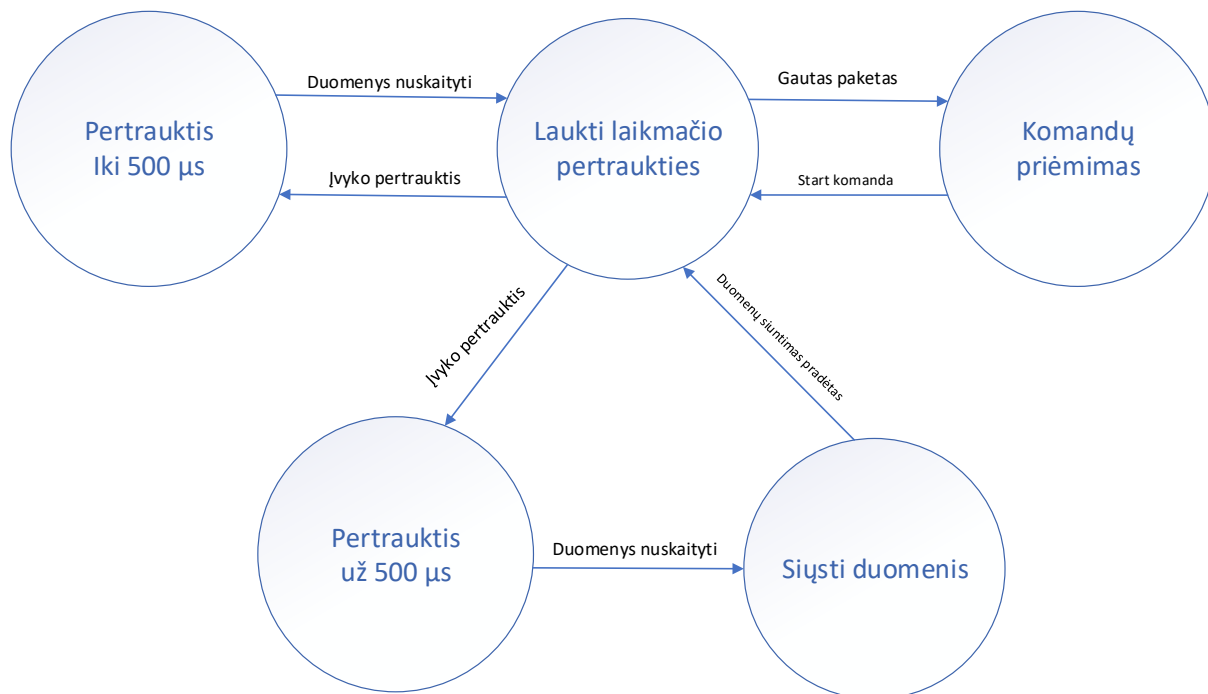 Duomenys nuskaityti
Gautas paketas
Pertrauktis
Iki 500 µs
Laukti laikmačio
pertraukties
Komandų
priėmimas
Įvyko pertrauktis
Start komanda
Įvyko pertrauktis
Duomenų siuntimas pradėtas
Pertrauktis
už 500 µs
Duomenys nuskaityti
Siųsti duomenis